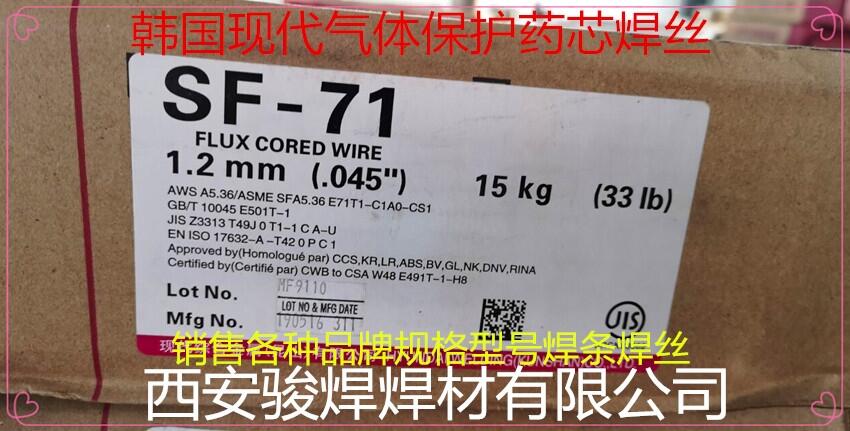 韩国现代气体保护药芯焊丝
SF-71
FLUX CORED WIRE
1.2 mm (.045") 15 kg (33 lb)
AWS A5.36/ASME SFA5.36 E71T1-C1A0-CS1
GB/T 10045 E501T-1
JIS Z3313 T49J 0 T1-1 C A-U
EN ISO 17632-A -T42 0 P C 1
Approved by(Homologué par) CCS,KR,LR,ABS,BV,GL,NK,DNV,RINA
Certified by(Certifié par) CWB to CSA W48 E491T-1-H8
Lot No. MF9110
LOT NO & MFG DATE
Mfg No. 190516 311
JIS
销售各种品牌规格型号焊条焊丝
西安骏焊焊材有限公司